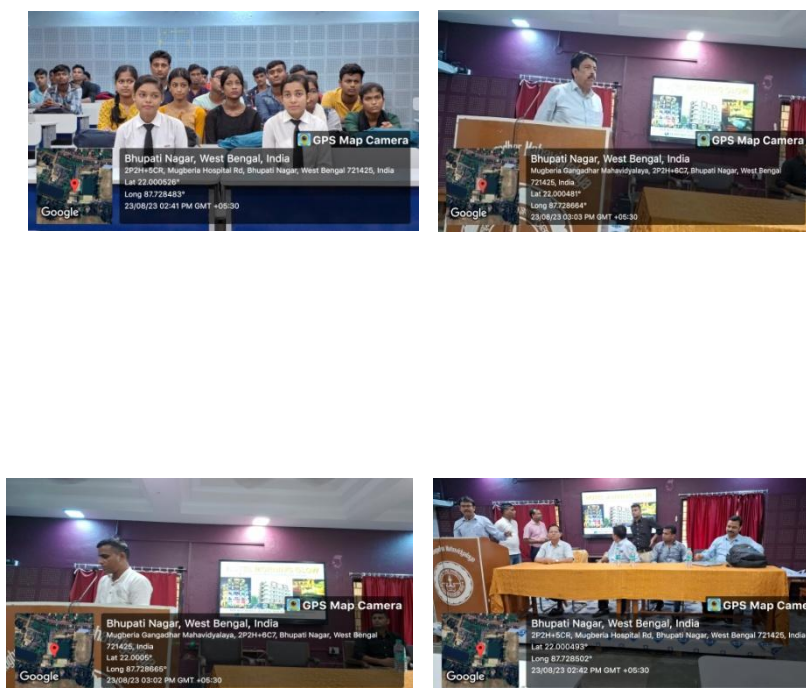 GPS Map Camera
Bhupati Nagar, West Bengal, India
2P2H+5CR, Mugberia Hospital Rd, Bhupati Nagar, West Bengal 721425, India
Lat 22.000526°
Long 87.728483°
23/08/23 02:41 PM GMT +05:30
Google
GPS Map Camera
Bhupati Nagar, West Bengal, India
Mugberia Gangadhar Mahavidyalaya, 2P2H+6C7, Bhupati Nagar, West Bengal
721425, India
Lat 22.000481°
Long 87.728664°
23/08/23 03:03 PM GMT +05:30
Google
GPS Map Camera
Bhupati Nagar, West Bengal, India
Mugberia Gangadhar Mahavidyalaya, 2P2H+6C7, Bhupati Nagar, West Bengal
721425, India
Lat 22.0005°
Long 87.728665°
23/08/23 03:02 PM GMT +05:30
Google
GPS Map Came
Bhupati Nagar, West Bengal, India
2P2H+5CR, Mugberia Hospital Rd, Bhupati Nagar, West Bengal 721425, India
Lat 22.000493°
Long 87.728502°
23/08/23 02:42 PM GMT +05:30
Google